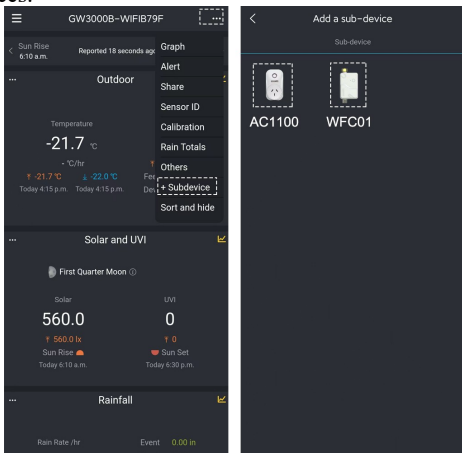 GW3000B-WIFIB79F
Sun Rise
6:10 a.m.
Reported 18 seconds ago
Graph
Alert
Share
Sensor ID
Calibration
Rain Totals
Others
+ Subdevice
Sort and hide
Outdoor
Temperature
-21.7 ℃
- ℃/hr
-21.7 ℃
-22.0 ℃
Today 4:15 p.m.
Today 4:15 p.m.
Solar and UVI
First Quarter Moon
Solar
UVI
560.0
0
560.0 lx
0
Sun Rise
Sun Set
Today 6:10 a.m.
Today 6:30 p.m.
Rainfall
Rain Rate /hr
Event
0.00 in
Add a sub-device
Sub-device
AC1100
WFC01